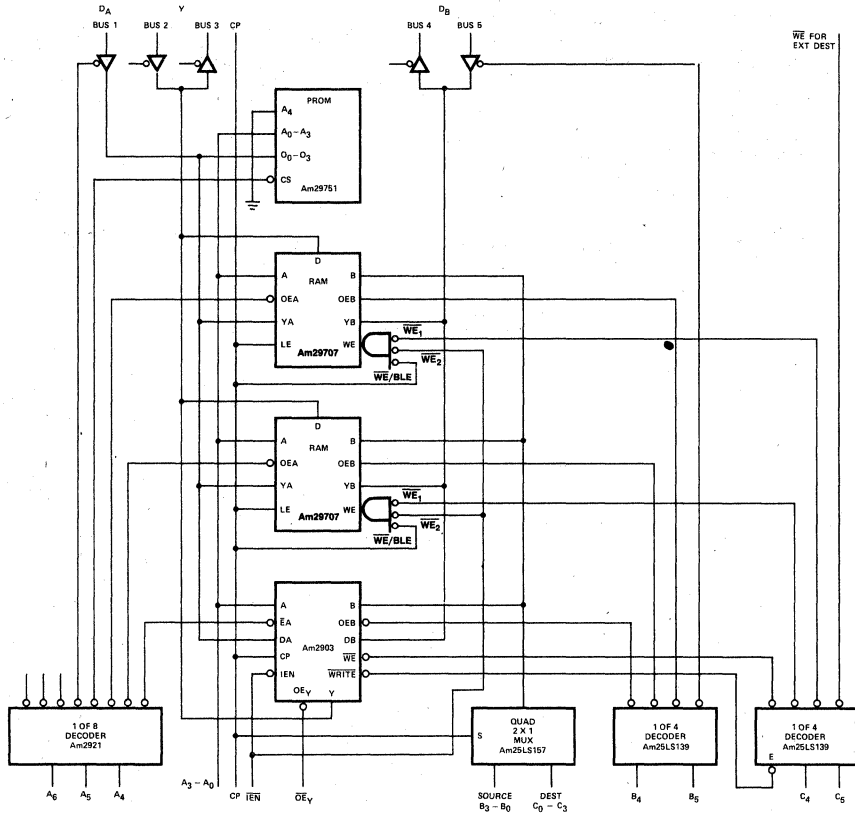 DA Y DB
BUS 1 BUS 2 BUS 3 CP BUS 4 BUS 5
WE FOR
EXT DEST
PROM
A4
A0 – A3
O0 – O3
CS
Am29751
D
A RAM B
OEA OEB
YA YB
LE WE
Am29707
WE1
WE2
WE/BLE
D
A RAM B
OEA OEB
YA YB
LE WE
Am29707
WE1
WE2
WE/BLE
A B
EA OEB
DA DB
Am2903
CP WE
IEN WRITE
OEY Y
1 OF 8
DECODER
Am2921
QUAD
2 X 1
MUX
Am25LS157
S
1 OF 4
DECODER
Am25LS139
1 OF 4
DECODER
Am25LS139
E
A6 A5 A4
A3 – A0 CP IEN OEY
SOURCE
B3 – B0
DEST
C0 – C3
B4 B5
C4 C5